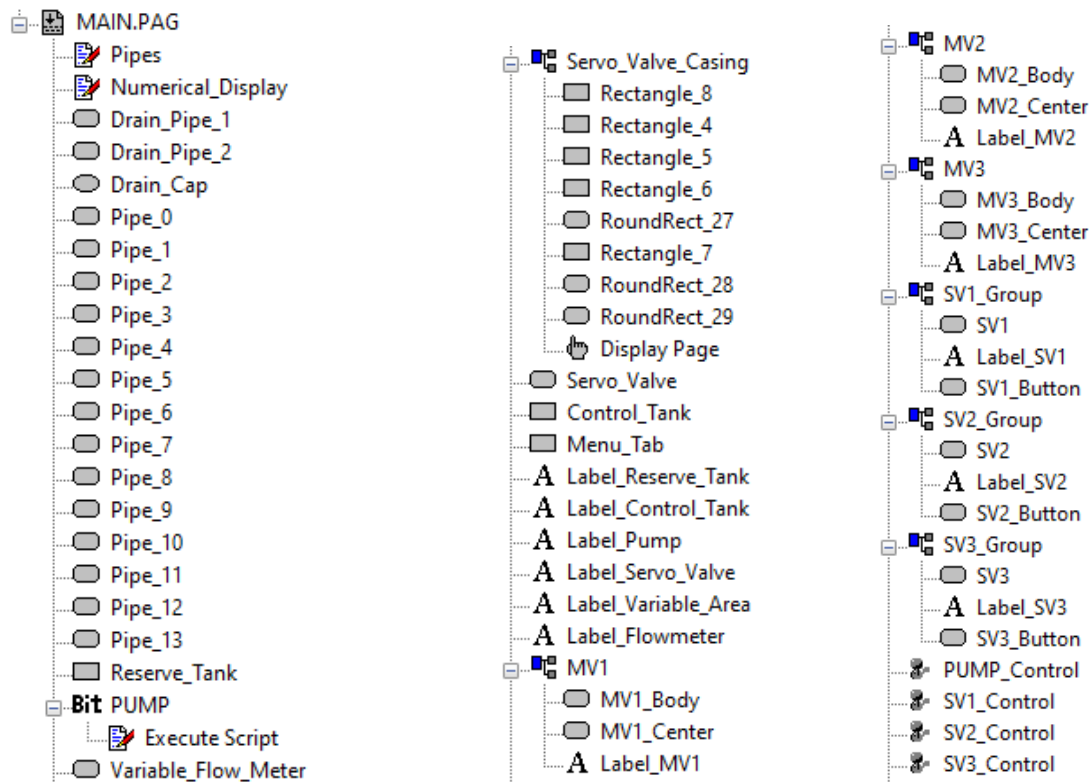 MAIN.PAG
Pipes
Numerical_Display
Drain_Pipe_1
Drain_Pipe_2
Drain_Cap
Pipe_0
Pipe_1
Pipe_2
Pipe_3
Pipe_4
Pipe_5
Pipe_6
Pipe_7
Pipe_8
Pipe_9
Pipe_10
Pipe_11
Pipe_12
Pipe_13
Reserve_Tank
Bit PUMP
Execute Script
Variable_Flow_Meter
Servo_Valve_Casing
Rectangle_8
Rectangle_4
Rectangle_5
Rectangle_6
RoundRect_27
Rectangle_7
RoundRect_28
RoundRect_29
Display Page
Servo_Valve
Control_Tank
Menu_Tab
A Label_Reserve_Tank
A Label_Control_Tank
A Label_Pump
A Label_Servo_Valve
A Label_Variable_Area
A Label_Flowmeter
MV1
MV1_Body
MV1_Center
A Label_MV1
MV2
MV2_Body
MV2_Center
A Label_MV2
MV3
MV3_Body
MV3_Center
A Label_MV3
SV1_Group
SV1
A Label_SV1
SV1_Button
SV2_Group
SV2
A Label_SV2
SV2_Button
SV3_Group
SV3
A Label_SV3
SV3_Button
PUMP_Control
SV1_Control
SV2_Control
SV3_Control